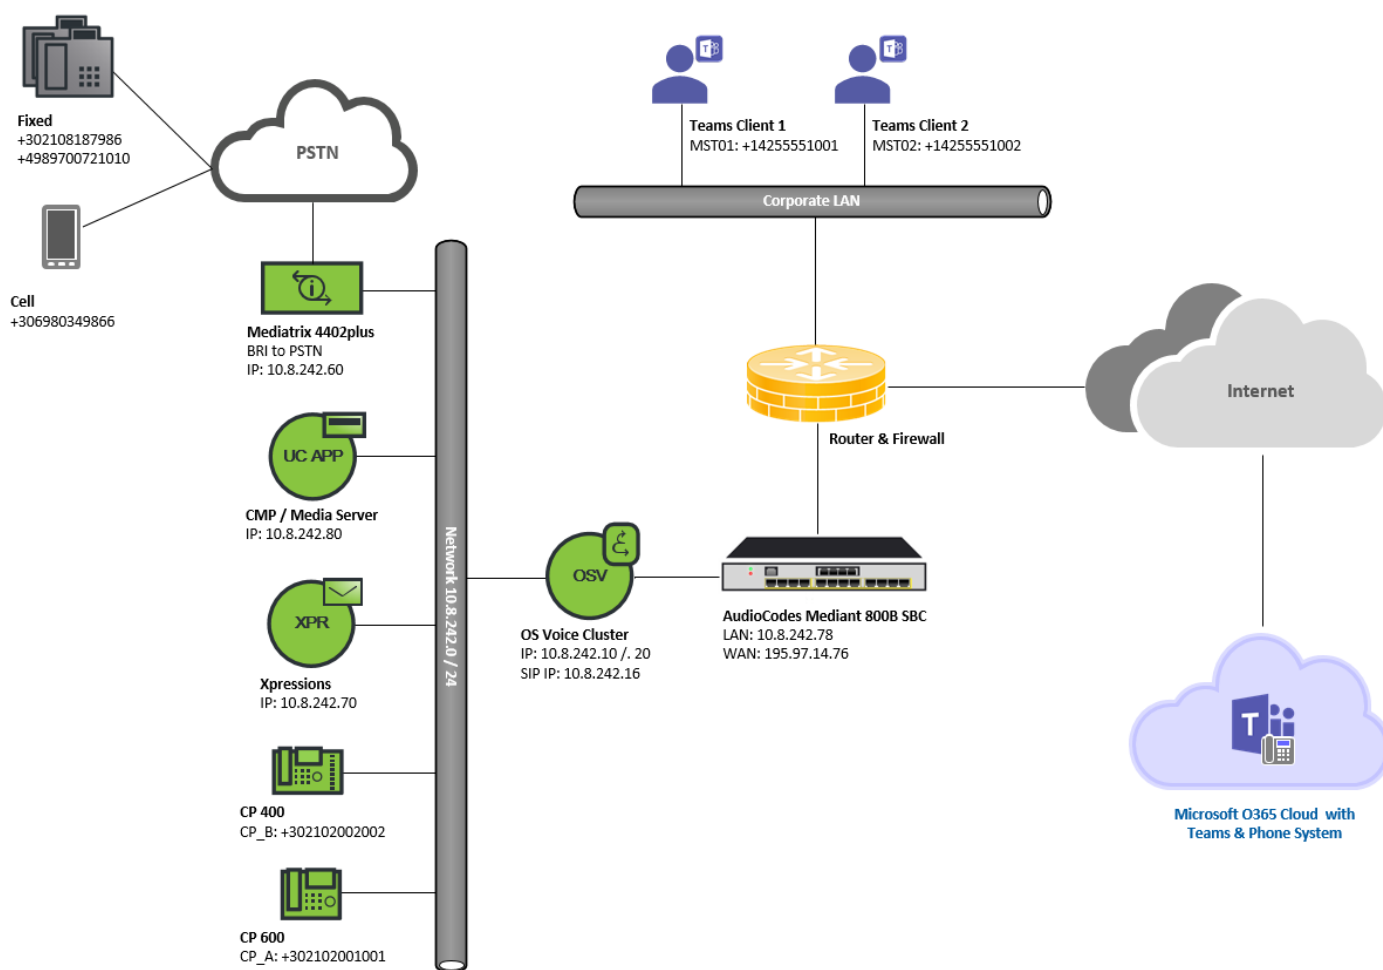 Fixed
+302108187986
+4989700721010
PSTN
Cell
+306980349866
Mediatrix 4402plus
BRI to PSTN
IP: 10.8.242.60
UC APP
CMP / Media Server
IP: 10.8.242.80
XPR
Xpressions
IP: 10.8.242.70
CP 400
CP_B: +302102002002
CP 600
CP_A: +302102001001
Network 10.8.242.0 / 24
OSV
OS Voice Cluster
IP: 10.8.242.10 /. 20
SIP IP: 10.8.242.16
T
Teams Client 1
MST01: +14255551001
T
Teams Client 2
MST02: +14255551002
Corporate LAN
Router & Firewall
AudioCodes Mediant 800B SBC
LAN: 10.8.242.78
WAN: 195.97.14.76
Internet
T
Microsoft O365 Cloud with
Teams & Phone System